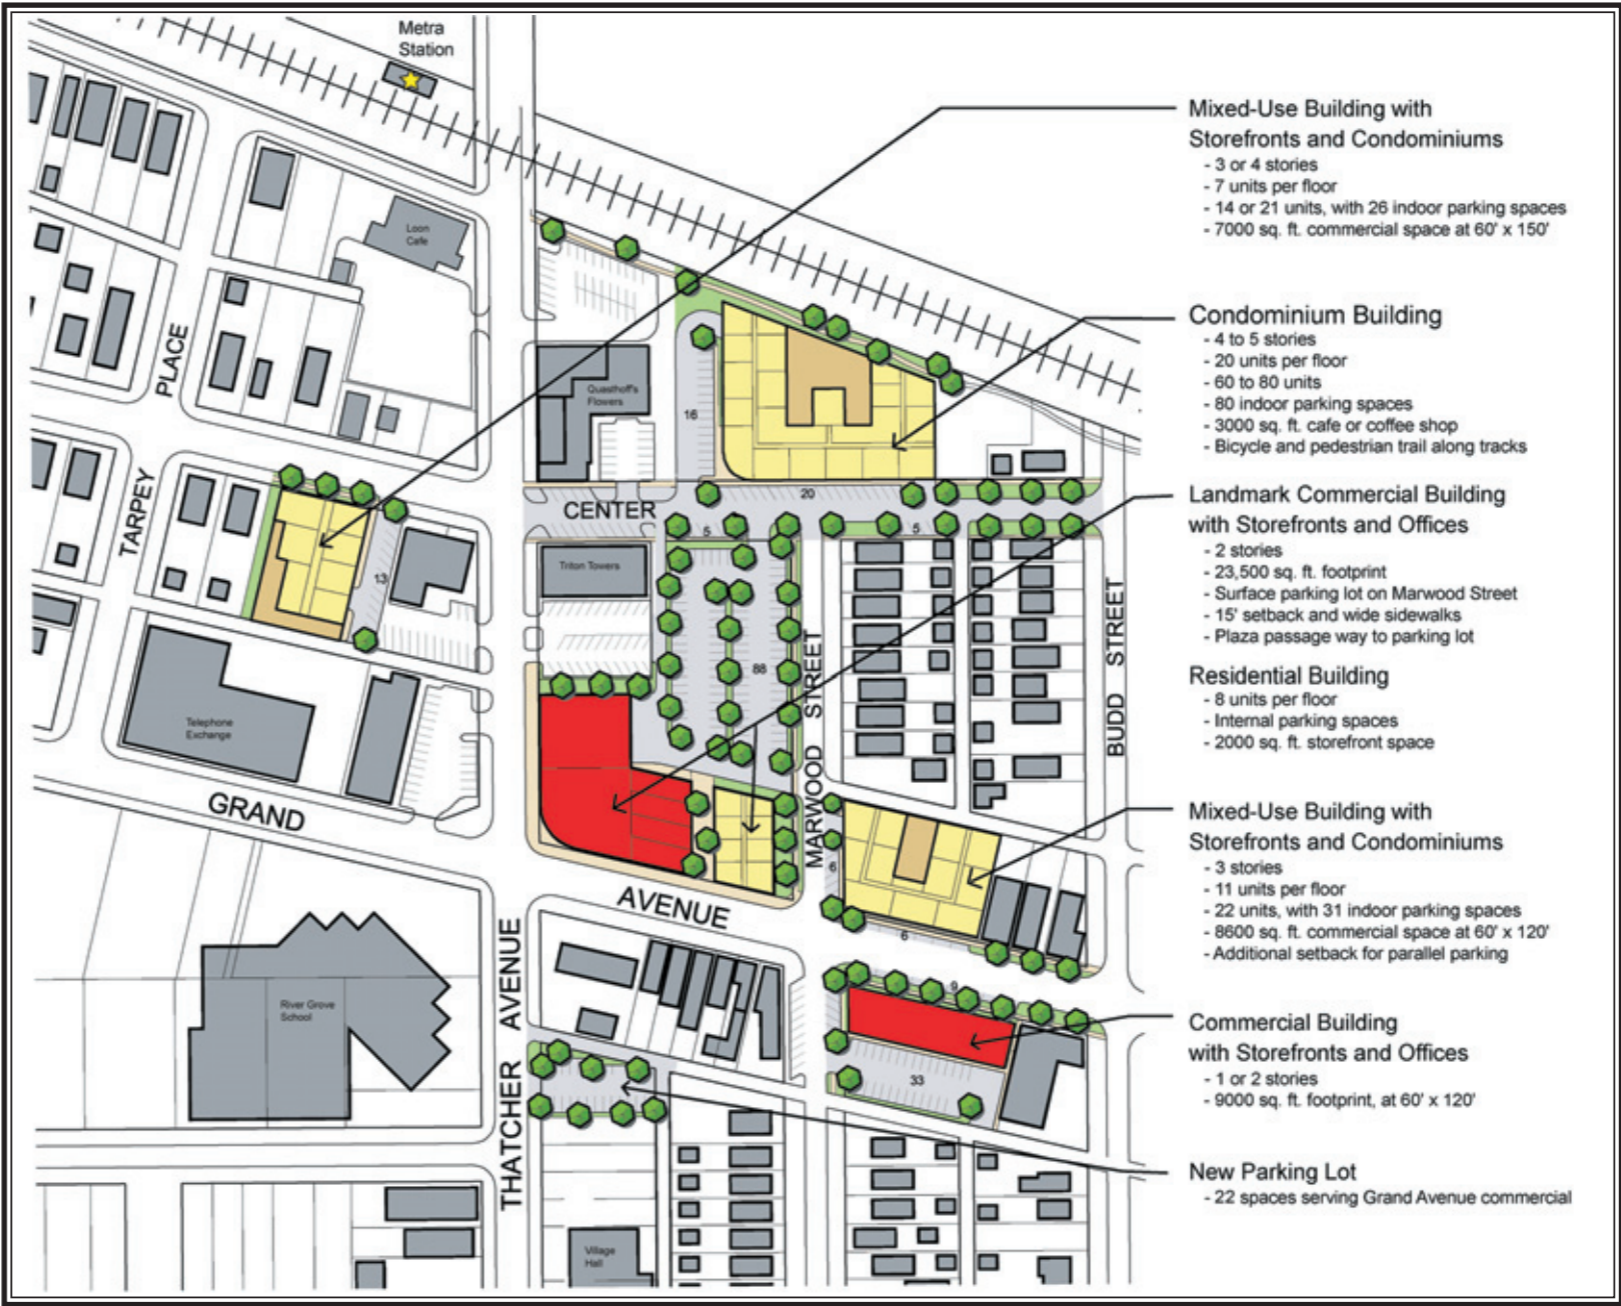 Metra
Station
Mixed-Use Building with
Storefronts and Condominiums
- 3 or 4 stories
- 7 units per floor
- 14 or 21 units, with 26 indoor parking spaces
- 7000 sq. ft. commercial space at 60' x 150'
Loon
Cafe
Condominium Building
- 4 to 5 stories
- 20 units per floor
- 60 to 80 units
- 80 indoor parking spaces
- 3000 sq. ft. cafe or coffee shop
- Bicycle and pedestrian trail along tracks
PLACE
Quasthoff's
Flowers
16
TARPEY
20
CENTER
5
5
Landmark Commercial Building
with Storefronts and Offices
- 2 stories
- 23,500 sq. ft. footprint
- Surface parking lot on Marwood Street
- 15' setback and wide sidewalks
- Plaza passage way to parking lot
Triton Towers
13
88
MARWOOD STREET
BUDD STREET
Residential Building
- 8 units per floor
- Internal parking spaces
- 2000 sq. ft. storefront space
Telephone
Exchange
GRAND
AVENUE
6
6
Mixed-Use Building with
Storefronts and Condominiums
- 3 stories
- 11 units per floor
- 22 units, with 31 indoor parking spaces
- 8600 sq. ft. commercial space at 60' x 120'
- Additional setback for parallel parking
THATCHER AVENUE
River Grove
School
9
33
Commercial Building
with Storefronts and Offices
- 1 or 2 stories
- 9000 sq. ft. footprint, at 60' x 120'
New Parking Lot
- 22 spaces serving Grand Avenue commercial
Village
Hall